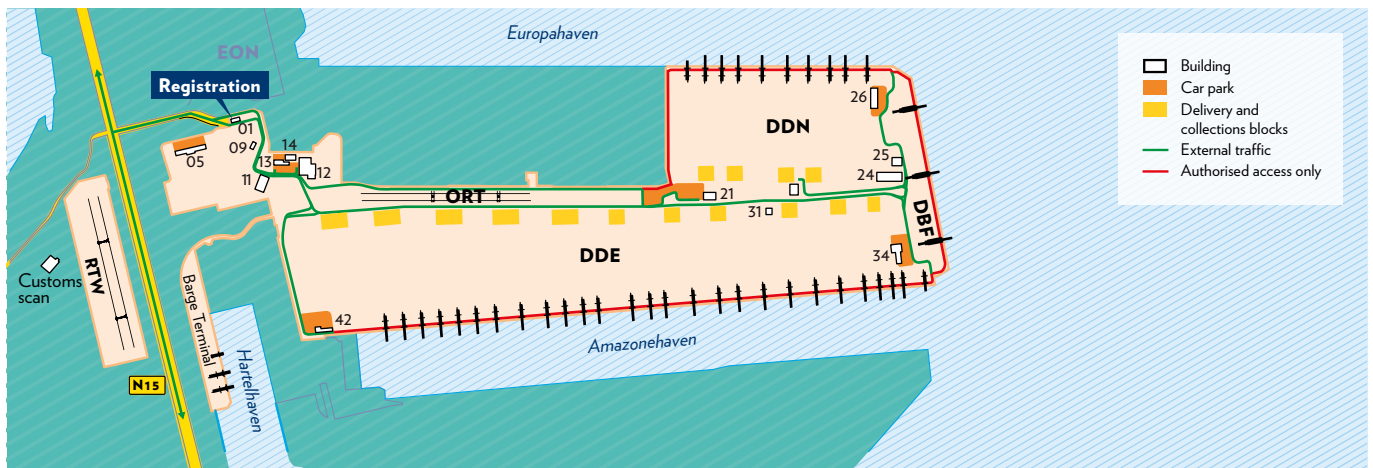 Europahaven
EON
Registration
01
09
05
14
13
12
11
ORT
DDN
26
25
24
21
31
DBF
DDE
34
42
RTW
Customs
scan
Barge Terminal
Hartelhaven
Amazonehaven
N15
Building
Car park
Delivery and
collections blocks
External traffic
Authorised access only